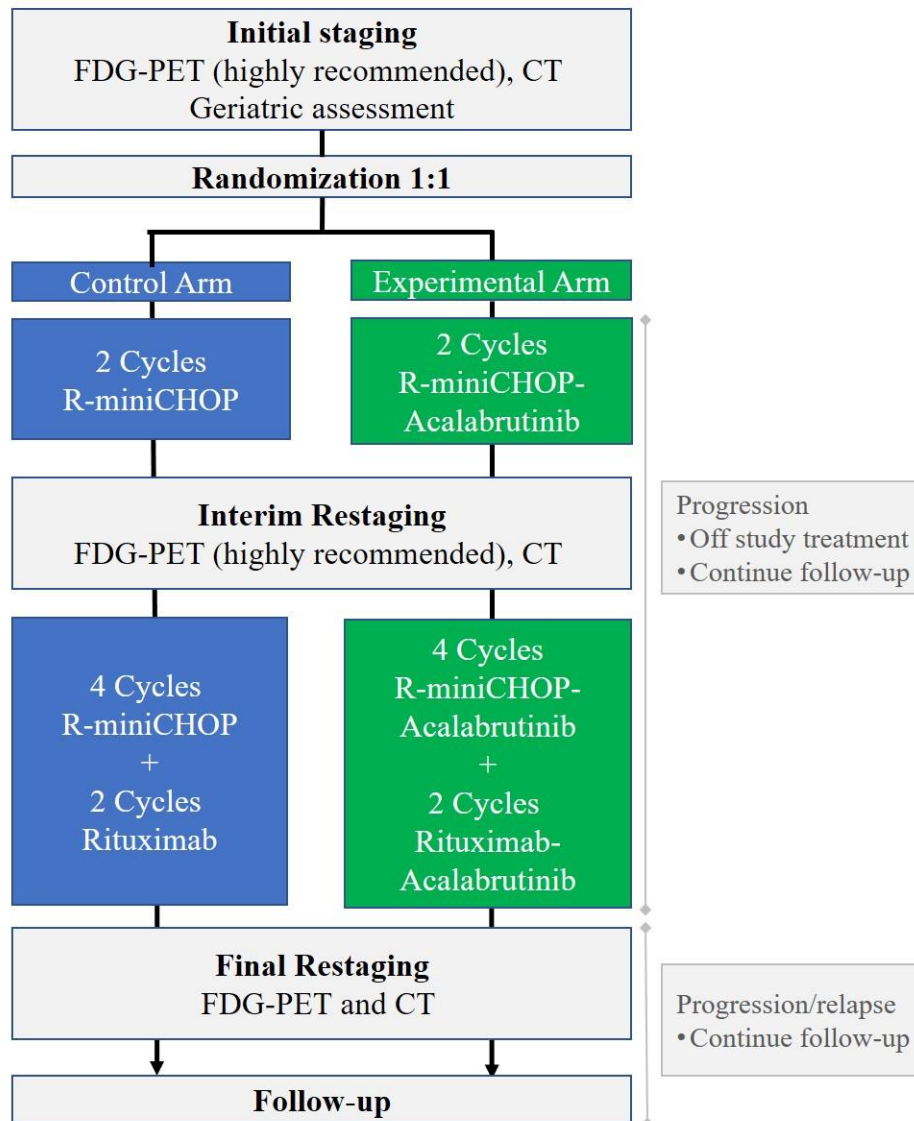 Initial staging
FDG-PET (highly recommended), CT
Geriatric assessment
Randomization 1:1
Control Arm
Experimental Arm
2 Cycles
R-miniCHOP
2 Cycles
R-miniCHOP-
Acalabrutinib
Interim Restaging
FDG-PET (highly recommended), CT
Progression
•Off study treatment
•Continue follow-up
4 Cycles
R-miniCHOP
+
2 Cycles
Rituximab
4 Cycles
R-miniCHOP-
Acalabrutinib
+
2 Cycles
Rituximab-
Acalabrutinib
Final Restaging
FDG-PET and CT
Progression/relapse
•Continue follow-up
Follow-up